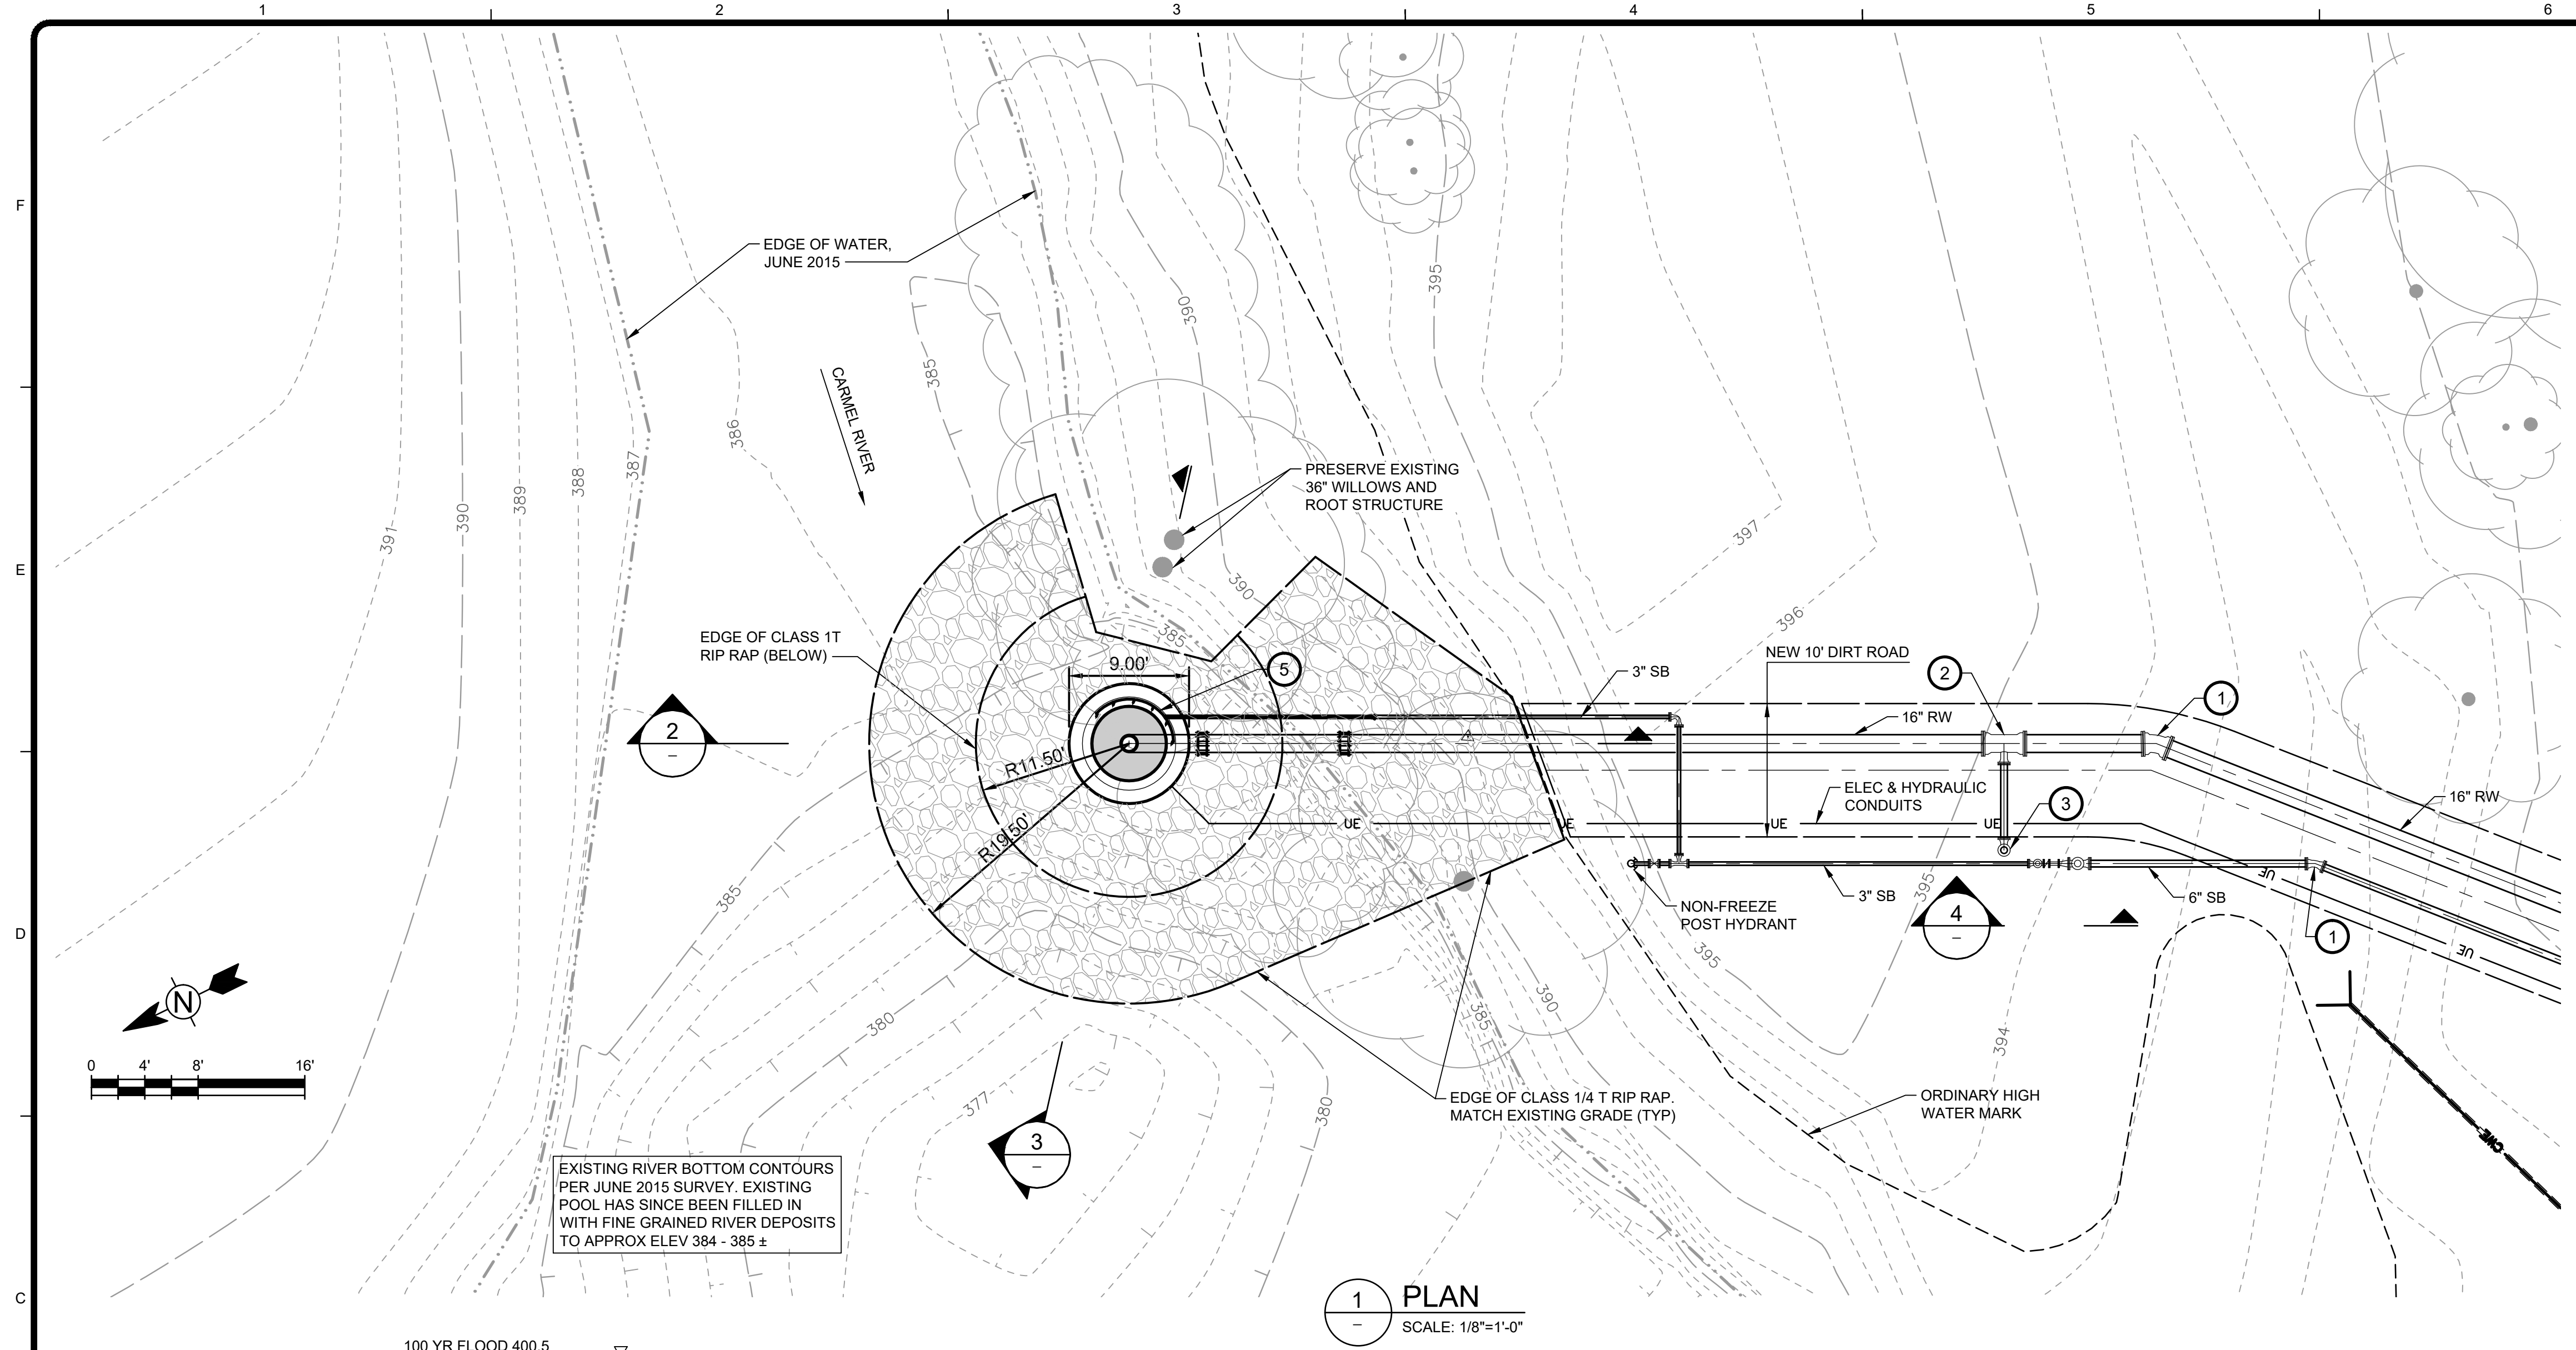 1
2
3
4
5
6
F
E
D
C
EDGE OF WATER,
JUNE 2015
CARMEL RIVER
395
390
385
386
387
388
389
390
391
PRESERVE EXISTING
36" WILLOWS AND
ROOT STRUCTURE
397
396
390
385
EDGE OF CLASS 1T
RIP RAP (BELOW)
9.00'
5
3" SB
NEW 10' DIRT ROAD
2
1
16" RW
2
–
R11.50'
R19.50'
ELEC & HYDRAULIC
CONDUITS
3
16" RW
UE
UE
UE
UE
UE
UE
385
NON-FREEZE
POST HYDRANT
3" SB
395
4
–
6" SB
1
395
394
N
0
4'
8'
16'
380
390
385
377
380
3
–
EDGE OF CLASS 1/4 T RIP RAP.
MATCH EXISTING GRADE (TYP)
ORDINARY HIGH
WATER MARK
CWE
EXISTING RIVER BOTTOM CONTOURS
PER JUNE 2015 SURVEY. EXISTING
POOL HAS SINCE BEEN FILLED IN
WITH FINE GRAINED RIVER DEPOSITS
TO APPROX ELEV 384 - 385 ±
1
–
PLAN
SCALE: 1/8"=1'-0"
100 YR FLOOD 400.5